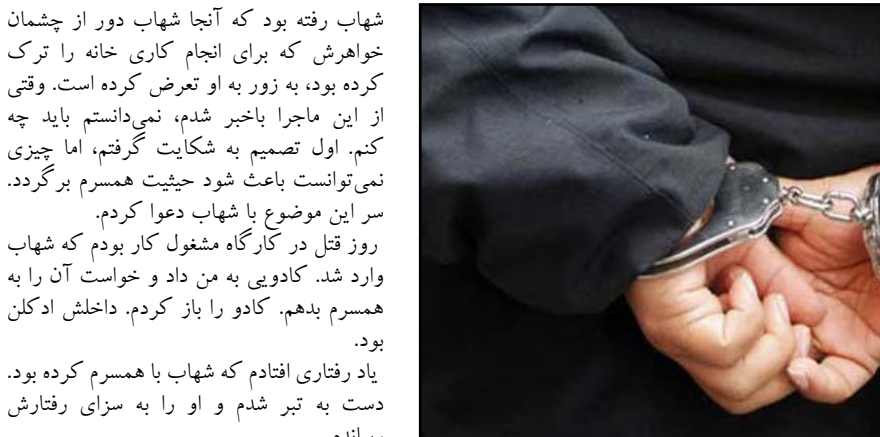 شهاب رفته بود که آنجا شهاب دور از چشمان
خواهرش که برای انجام کاری خانه را ترک
کرده بود، به زور به او تعرض کرده است. وقتی
از این ماجرا باخبر شدم، نمی‌دانستم باید چه
کنم. اول تصمیم به شکایت گرفتم، اما چیزی
نمی‌توانست باعث شود حیثیت همسرم برگردد.
سر این موضوع با شهاب دعوا کردم.
روز قتل در کارگاه مشغول کار بودم که شهاب
وارد شد. کادویی به من داد و خواست آن را به
همسرم بدهم. کادو را باز کردم. داخلش ادکلن
بود.
یاد رفتاری افتادم که شهاب با همسرم کرده بود.
دست به تبر شدم و او را به سزای رفتارش